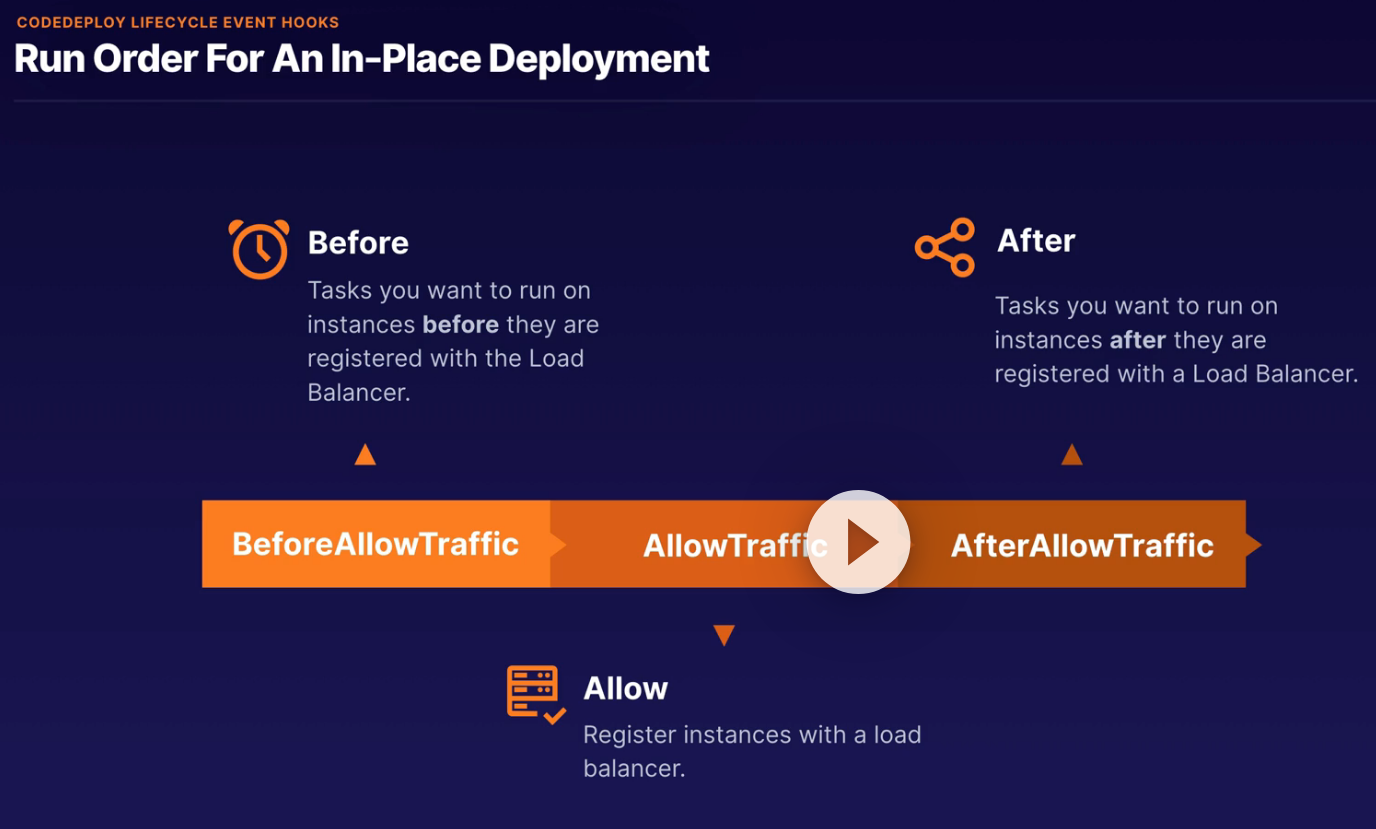 CODEDEPLOY LIFECYCLE EVENT HOOKS
Run Order For An In-Place Deployment
Before
Tasks you want to run on
instances before they are
registered with the Load
Balancer.
After
Tasks you want to run on
instances after they are
registered with a Load Balancer.
BeforeAllowTraffic
AllowTraffic
AfterAllowTraffic
Allow
Register instances with a load
balancer.